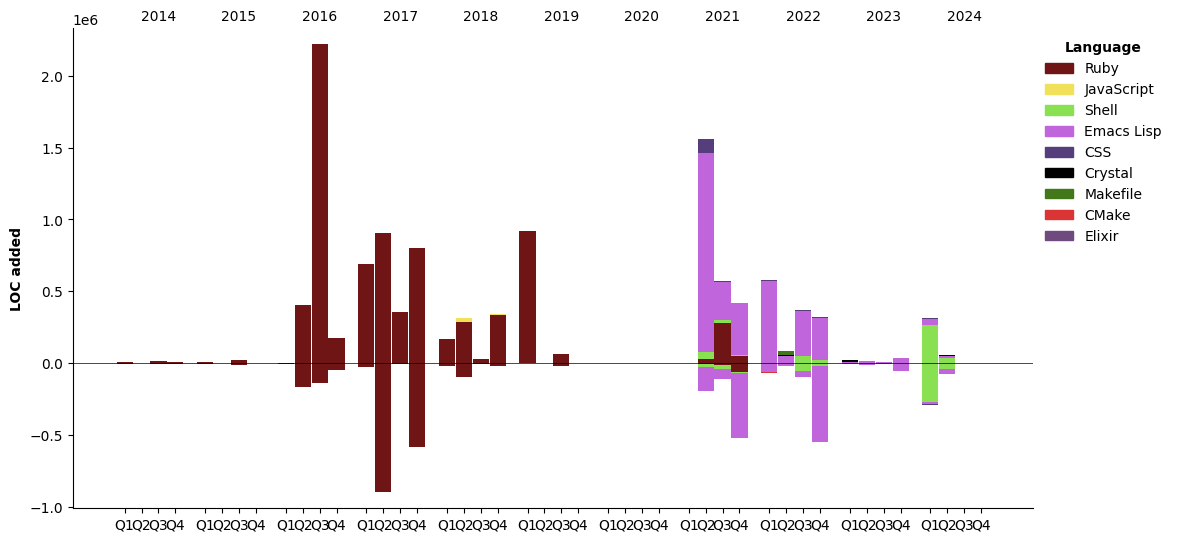 1e6
2014 2015 2016 2017 2018 2019 2020 2021 2022 2023 2024
LOC added
2.0
1.5
1.0
0.5
0.0
−0.5
−1.0
Q1Q2Q3Q4 Q1Q2Q3Q4 Q1Q2Q3Q4 Q1Q2Q3Q4 Q1Q2Q3Q4 Q1Q2Q3Q4 Q1Q2Q3Q4 Q1Q2Q3Q4 Q1Q2Q3Q4 Q1Q2Q3Q4 Q1Q2Q3Q4
Language
Ruby
JavaScript
Shell
Emacs Lisp
CSS
Crystal
Makefile
CMake
Elixir